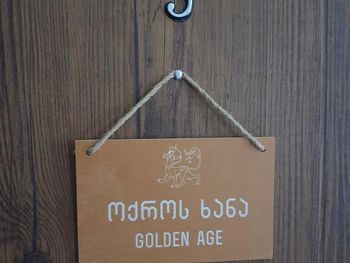 ᲝᲥᲠᲝᲡ ᲮᲐᲜᲐ
GOLDEN AGE